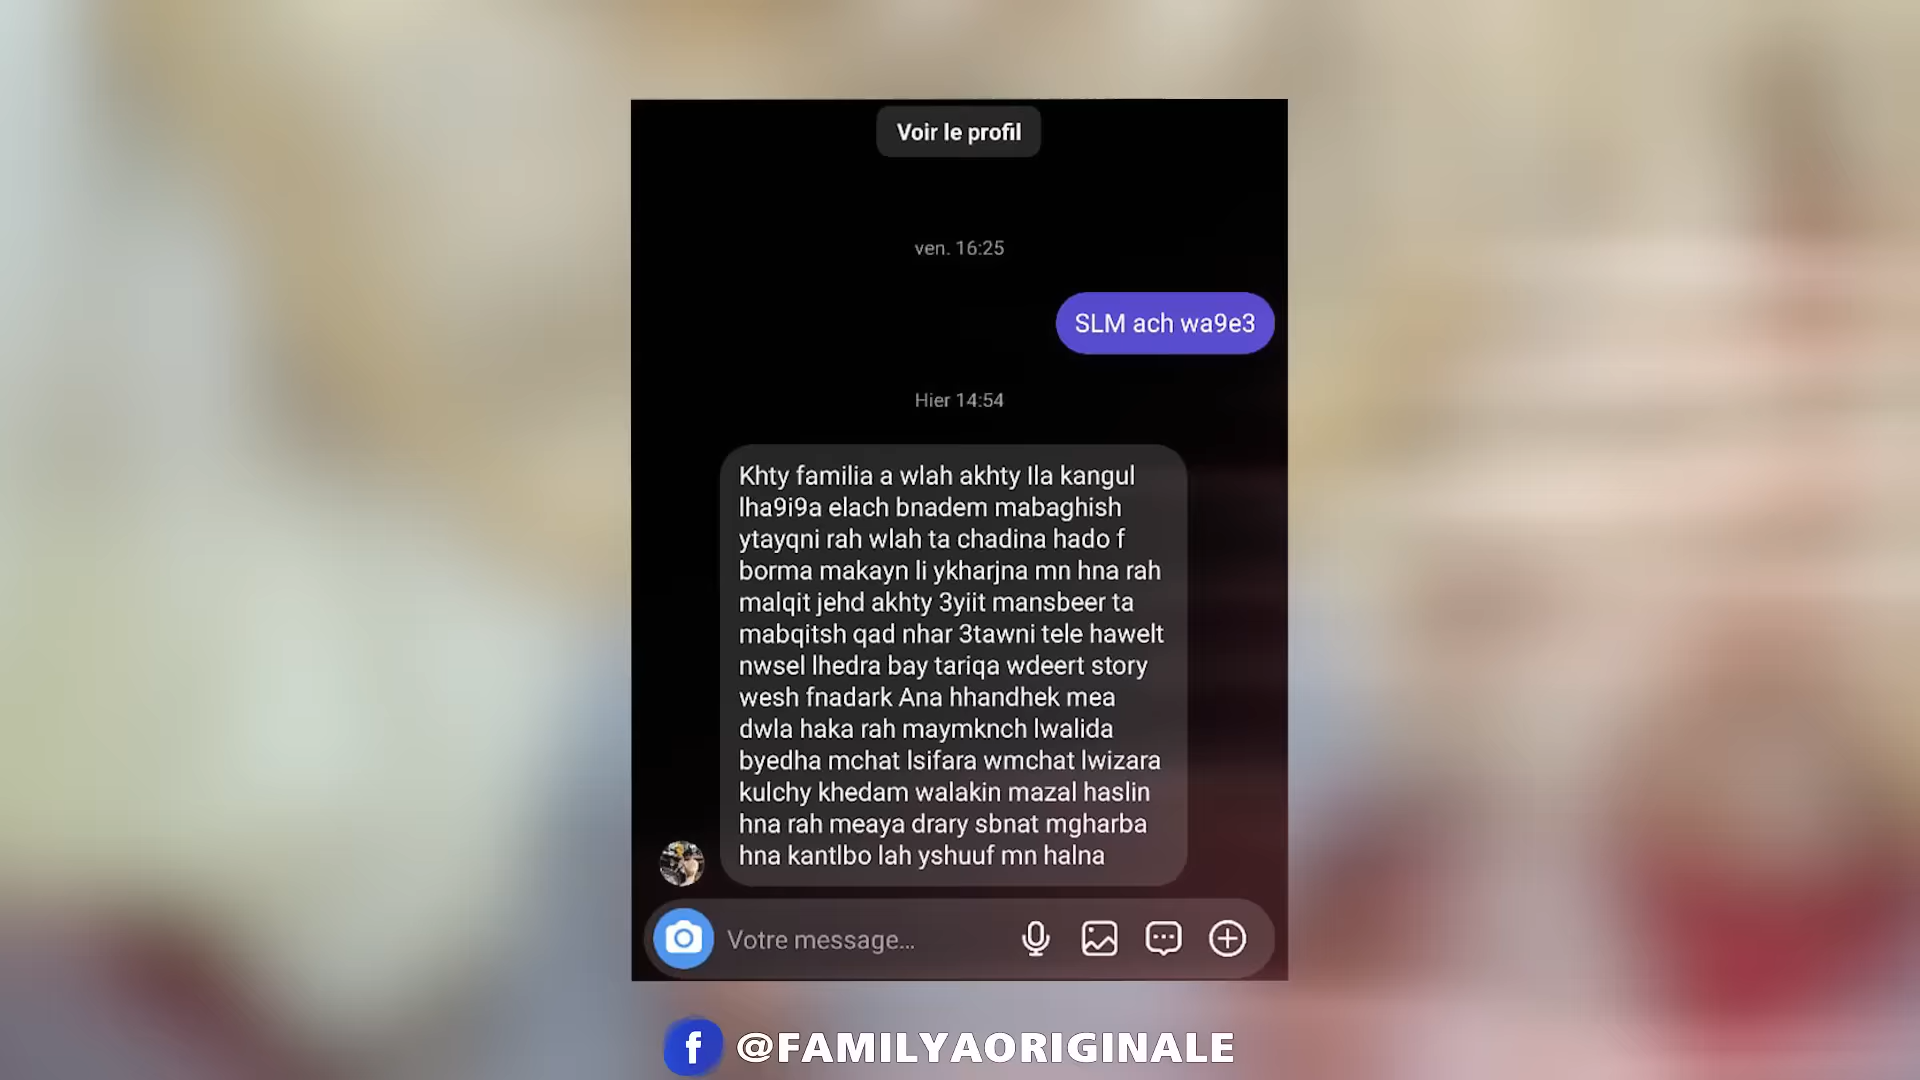 Voir le profil
ven. 16:25
SLM ach wa9e3
Hier 14:54
Khty familia a wlah akhty Ila kangul
lha9i9a elach bnadem mabaghish
ytayqni rah wlah ta chadina hado f
borma makayn li ykharjna mn hna rah
malqit jehd akhty 3yiit mansbeer ta
mabqitsh qad nhar 3tawni tele hawelt
nwsel lhedra bay tariqa wdeert story
wesh fnadark Ana hhandhek mea
dwla haka rah maymknch lwalida
byedha mchat lsifara wmchat lwizara
kulchy khedam walakin mazal haslin
hna rah meaya drary sbnat mgharba
hna kantlbo lah yshuuf mn halna
Votre message...
f @FAMILYAORIGINALE